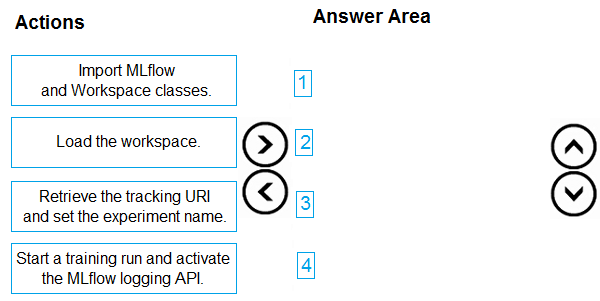 Actions
Answer Area
Import MLflow
and Workspace classes.
1
Load the workspace.
2
Retrieve the tracking URI
and set the experiment name.
3
Start a training run and activate
the MLflow logging API.
4